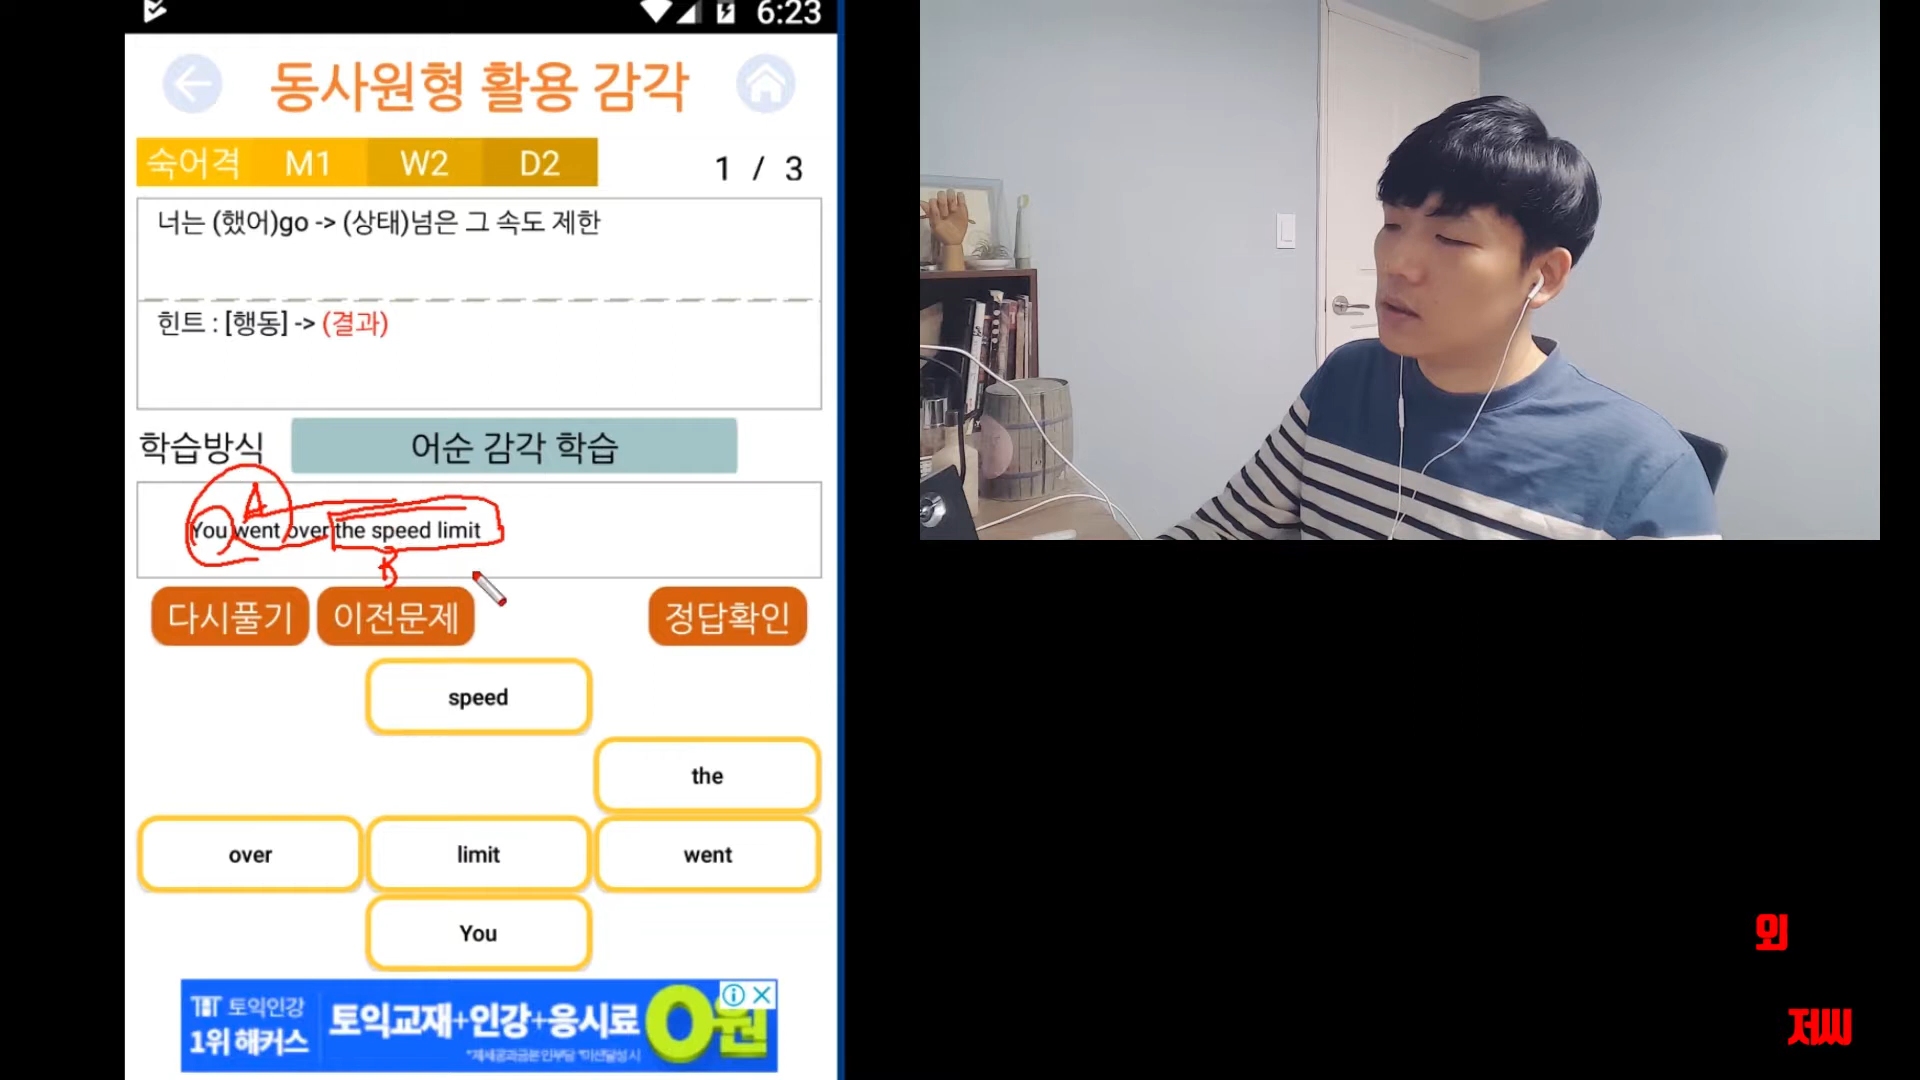 6:23
동사원형 활용 감각
숙어격 M1 W2 D2
1 / 3
너는 (했어)go -> (상태)넘은 그 속도 제한
힌트 : [행동] -> (결과)
학습방식
어순 감각 학습
A
You went over the speed limit
B
다시풀기
이전문제
정답확인
speed
the
over
limit
went
You
토익인강
1위 해커스
토익교재+인강+응시료
0원
외
저씨